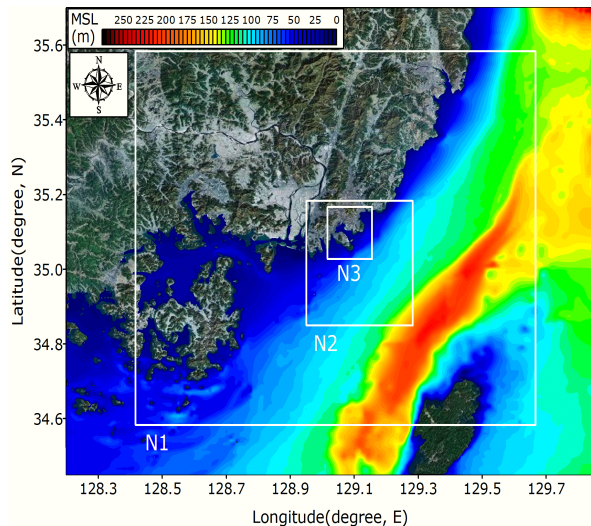 MSL 250 225 200 175 150 125 100 75 50 25 0
(m)
N
W E
S
35.6
35.4
35.2
35.0
34.8
34.6
Latitude(degree, N)
N3
N2
N1
128.3 128.5 128.7 128.9 129.1 129.3 129.5 129.7
Longitude(degree, E)